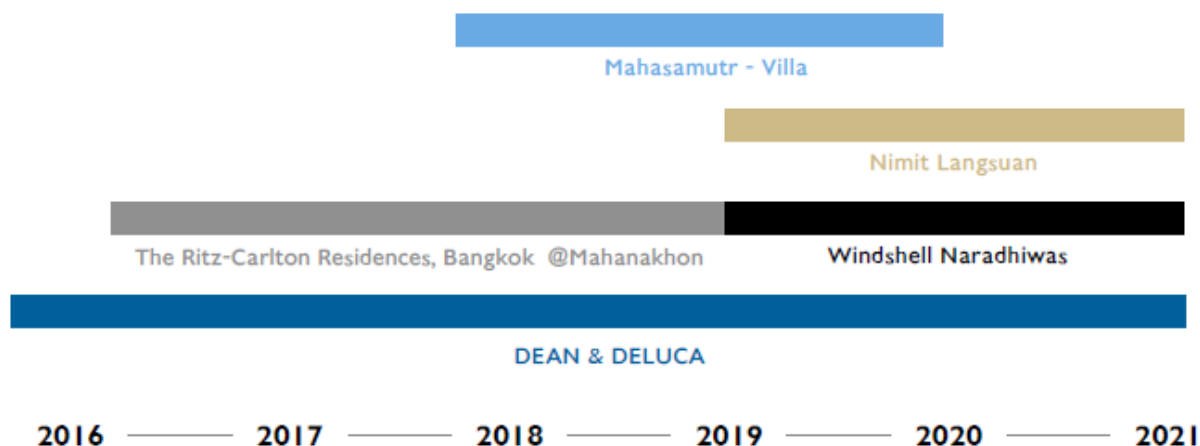 Mahasamutr - Villa
Nimit Langsuan
The Ritz-Carlton Residences, Bangkok @Mahanakhon
Windshell Naradhiwas
DEAN & DELUCA
2016 2017 2018 2019 2020 2021